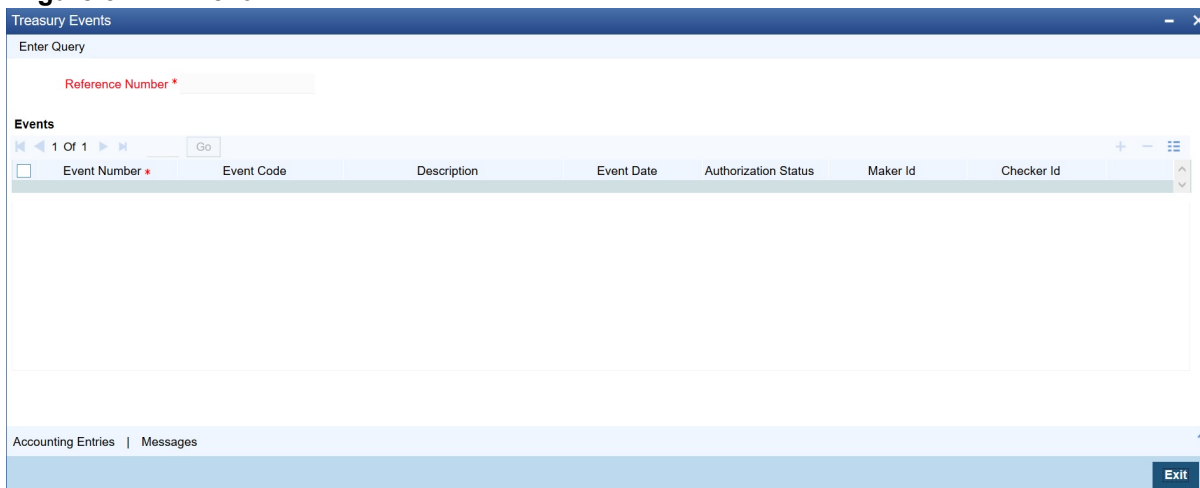 Treasury Events
Enter Query
Reference Number *
Events
1 Of 1 Go
Event Number * Event Code Description Event Date Authorization Status Maker Id Checker Id
Accounting Entries | Messages
Exit